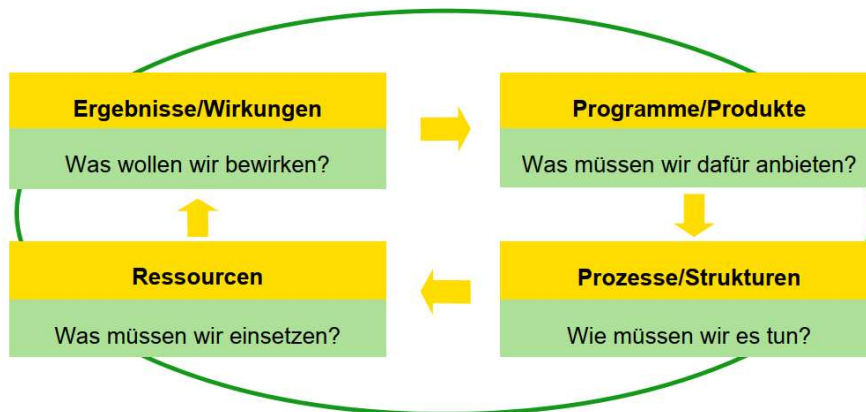 Ergebnisse/Wirkungen
Was wollen wir bewirken?
Programme/Produkte
Was müssen wir dafür anbieten?
Ressourcen
Was müssen wir einsetzen?
Prozesse/Strukturen
Wie müssen wir es tun?